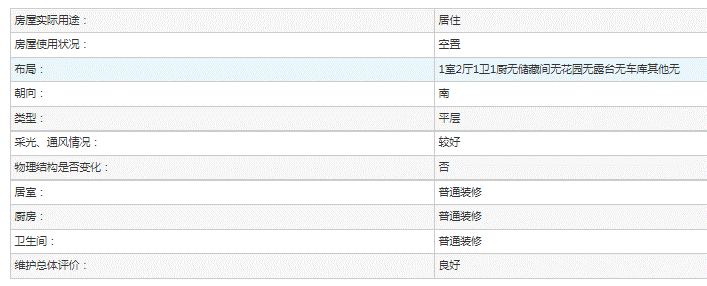 房屋实际用途： 居住
房屋使用状况： 空置
布局： 1室2厅1卫1厨无储藏间无花园无露台无车库其他无
朝向： 南
类型： 平层
采光、通风情况： 较好
物理结构是否变化： 否
居室： 普通装修
厨房： 普通装修
卫生间： 普通装修
维护总体评价： 良好